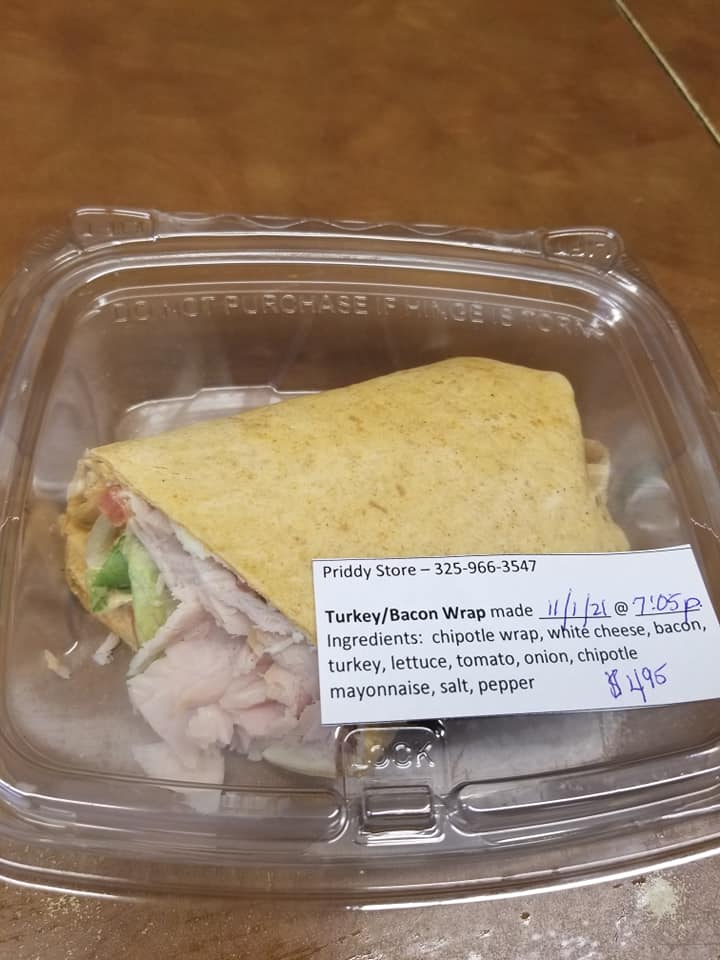 DO NOT PURCHASE IF HINGE IS TORN
Priddy Store – 325-966-3547
Turkey/Bacon Wrap made 11/1/21 @ 7:05p.
Ingredients: chipotle wrap, white cheese, bacon,
turkey, lettuce, tomato, onion, chipotle
mayonnaise, salt, pepper
$ 4.95
LOCK